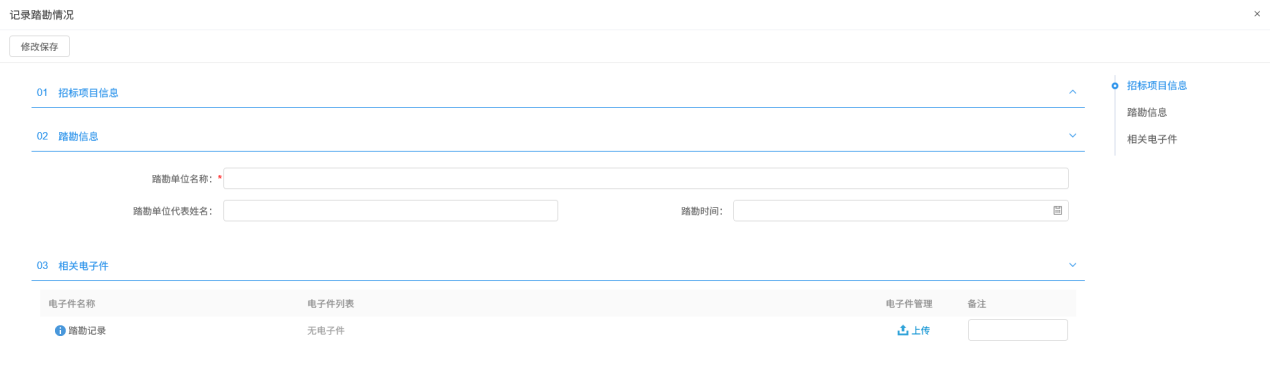 记录踏勘情况 ×
修改保存
01 招标项目信息
招标项目信息
踏勘信息
相关电子件
02 踏勘信息
踏勘单位名称：*
踏勘单位代表姓名： 踏勘时间：
03 相关电子件
电子件名称 电子件列表 电子件管理 备注
踏勘记录 无电子件 上传